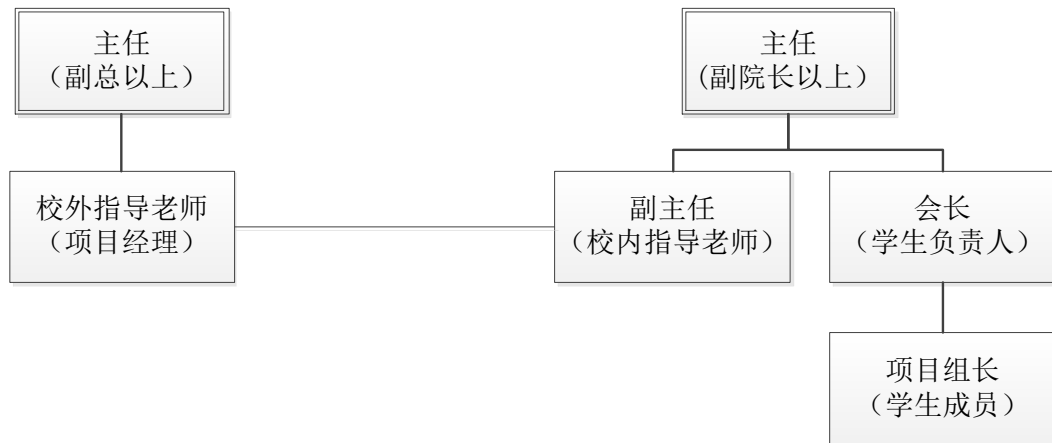 主任
（副总以上）
主任
(副院长以上）
校外指导老师
（项目经理）
副主任
（校内指导老师）
会长
（学生负责人）
项目组长
（学生成员）